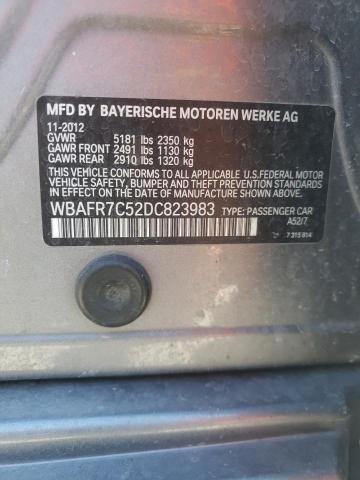 MFD BY BAYERISCHE MOTOREN WERKE AG
11-2012
GVWR 5181 lbs 2350 kg
GAWR FRONT 2491 lbs 1130 kg
GAWR REAR 2910 lbs 1320 kg
THIS VEHICLE CONFORMS TO ALL APPLICABLE U.S.FEDERAL MOTOR
VEHICLE SAFETY, BUMPER, AND THEFT PREVENTION
STANDARDS IN EFFECT ON THE DATE OF MANUFACTURE SHOWN ABOVE.
WBAFR7C52DC823983 TYPE: PASSENGER CAR
A52/7
7 315 814